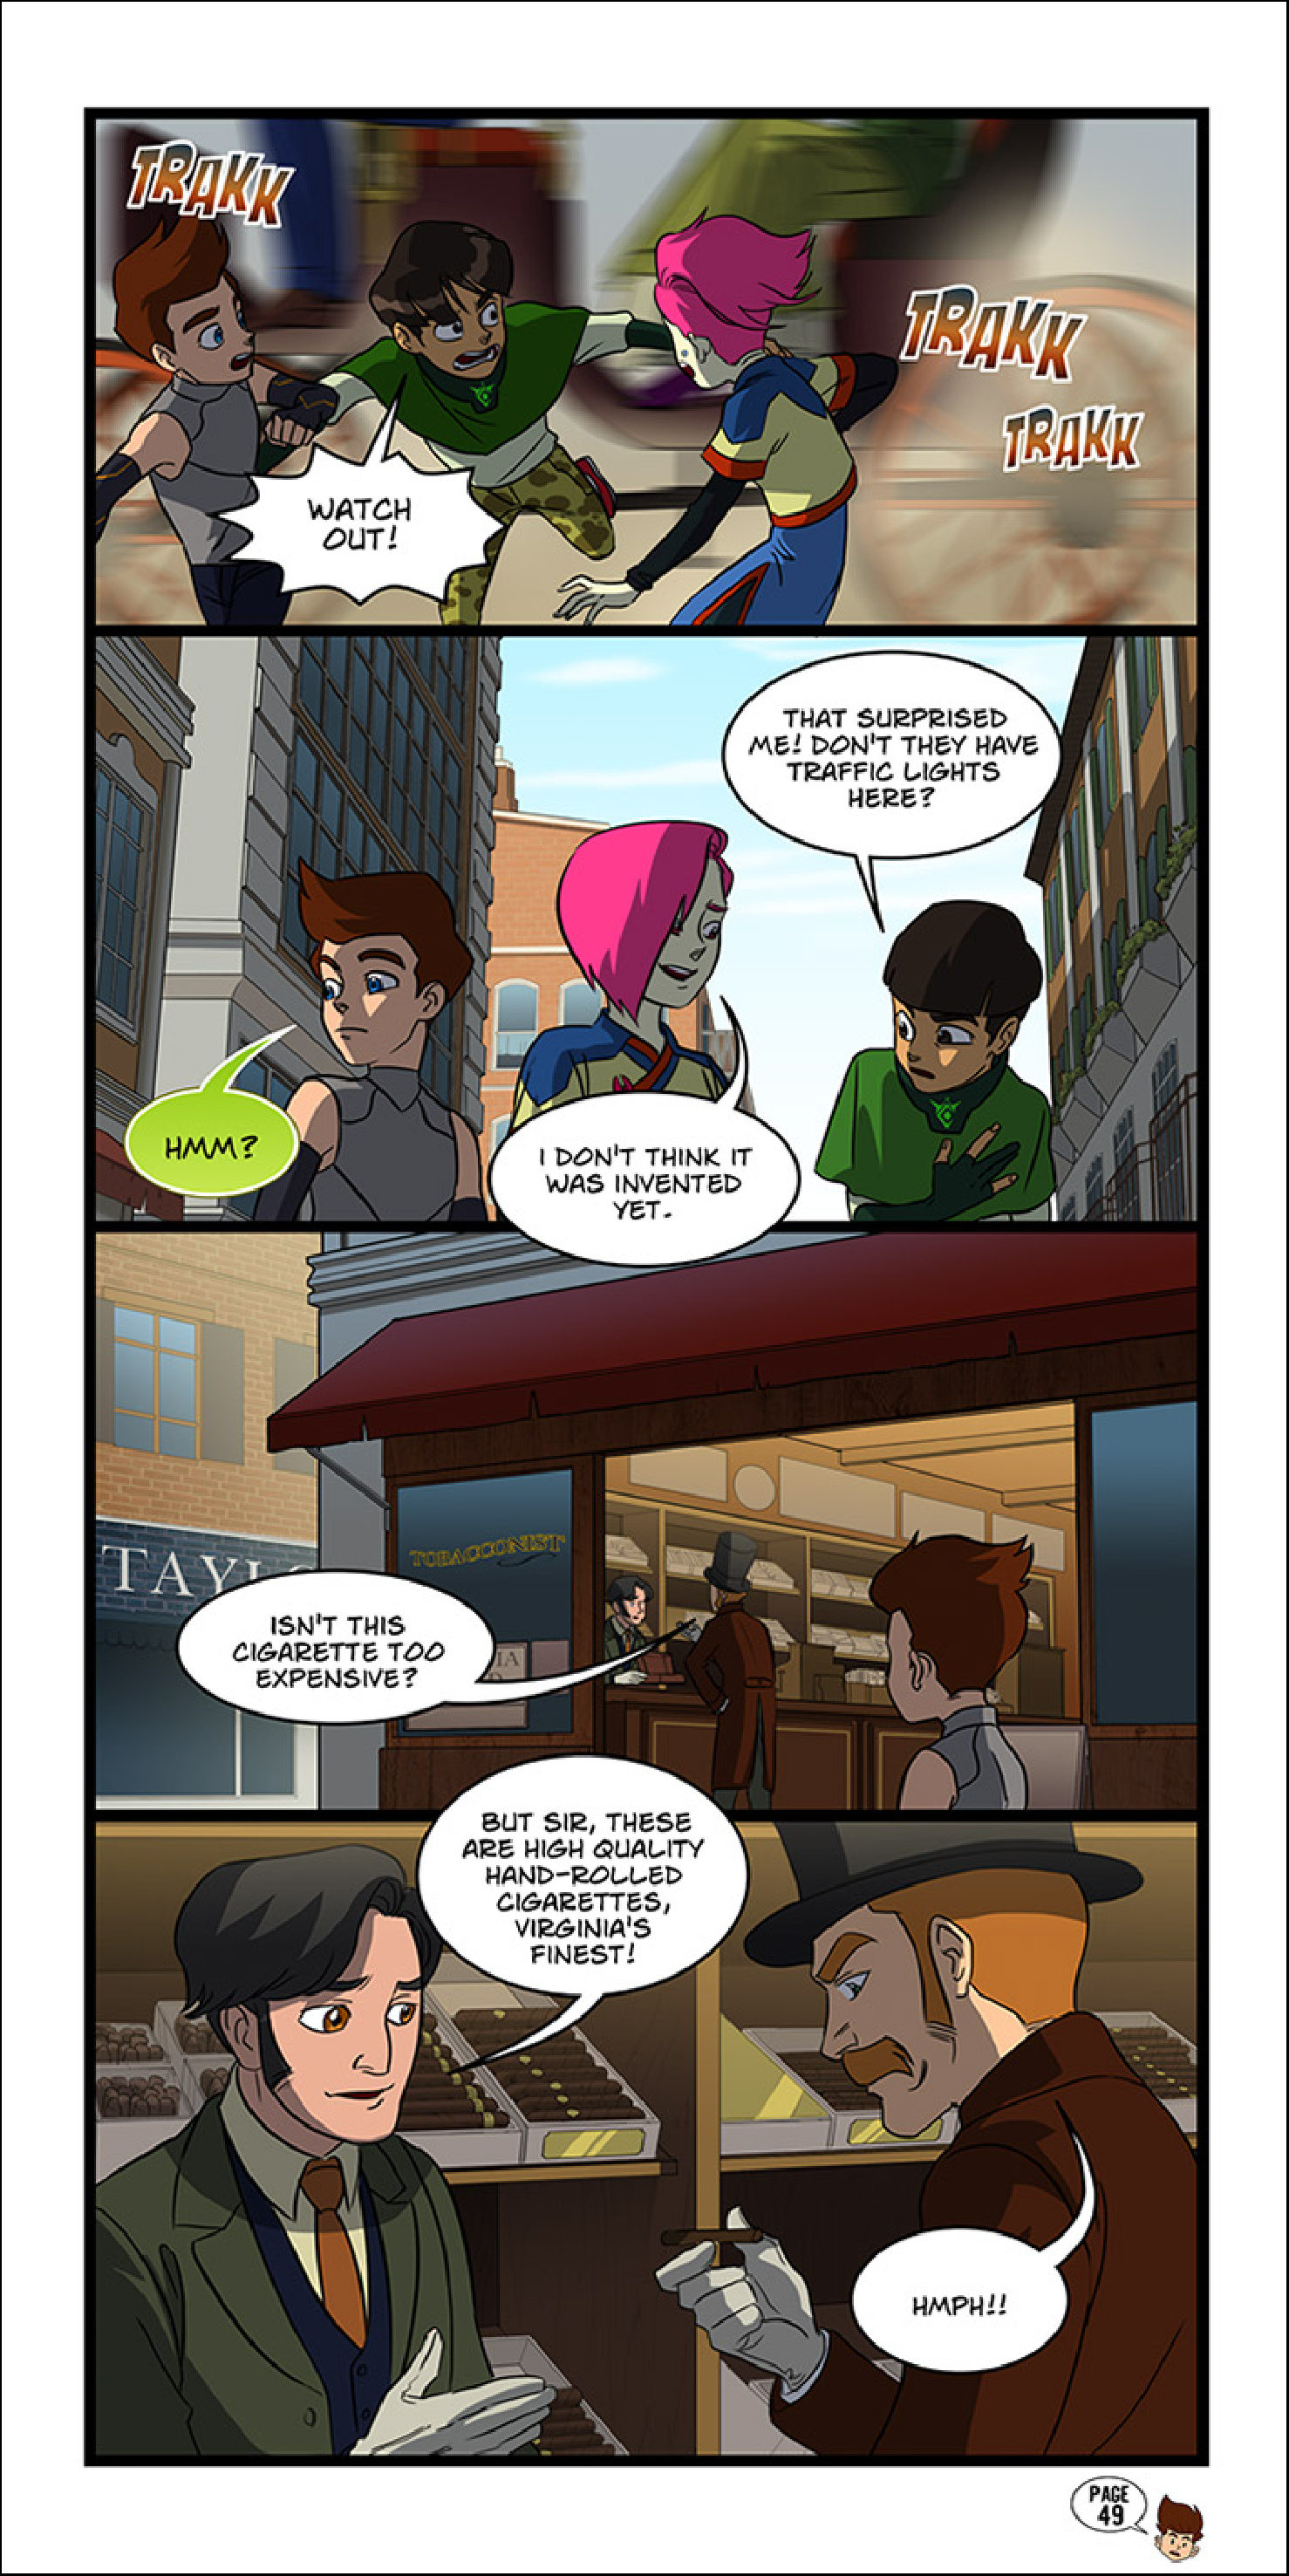 TRAKK
TRAKK
TRAKK
WATCH
OUT!
THAT SURPRISED
ME! DON'T THEY HAVE
TRAFFIC LIGHTS
HERE?
HMM?
I DON'T THINK IT
WAS INVENTED
YET.
TOBACCONIST
ISN'T THIS
CIGARETTE TOO
EXPENSIVE?
BUT SIR, THESE
ARE HIGH QUALITY
HAND-ROLLED
CIGARETTES,
VIRGINIA'S
FINEST!
HMPH!!
PAGE
49